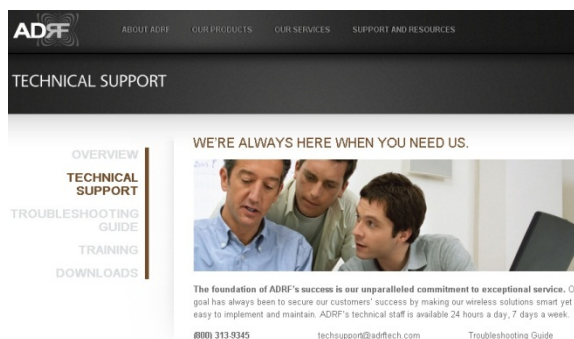 ADRF
ABOUT ADRF OUR PRODUCTS OUR SERVICES SUPPORT AND RESOURCES
TECHNICAL SUPPORT
OVERVIEW
TECHNICAL
SUPPORT
TROUBLESHOOTING
GUIDE
TRAINING
DOWNLOADS
WE'RE ALWAYS HERE WHEN YOU NEED US.
The foundation of ADRF's success is our unparalleled commitment to exceptional service.
goal has always been to secure our customers' success by making our wireless solutions smart yet
easy to implement and maintain. ADRF's technical staff is available 24 hours a day, 7 days a week.
(800) 313-9345 techsupport@adrftech.com Troubleshooting Guide